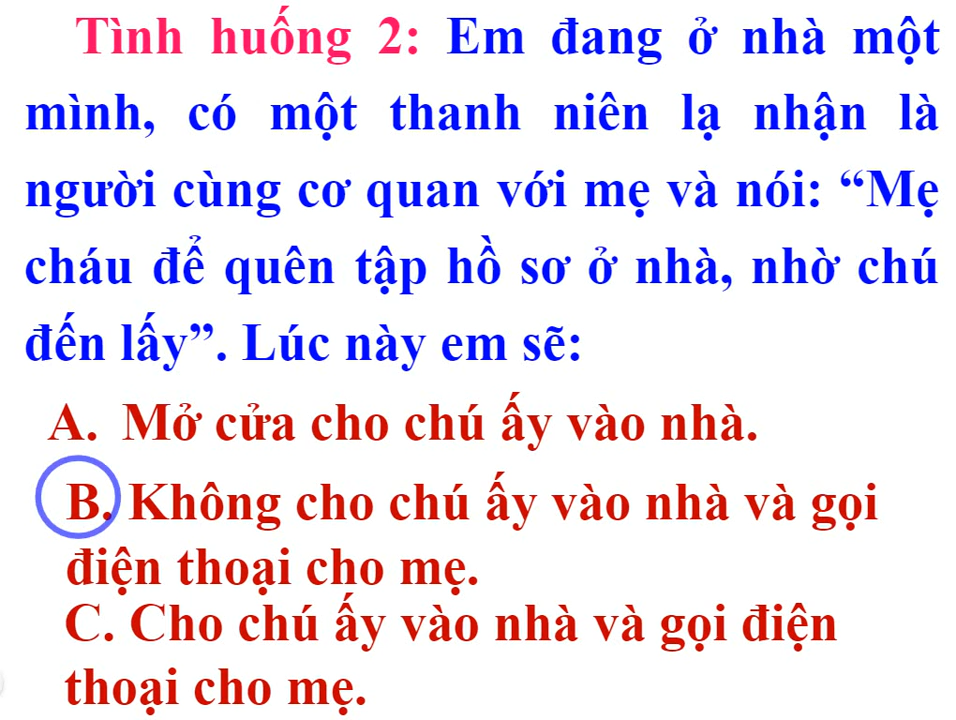 Tình huống 2: Em đang ở nhà một
mình, có một thanh niên lạ nhận là
người cùng cơ quan với mẹ và nói: “Mẹ
cháu để quên tập hồ sơ ở nhà, nhờ chú
đến lấy”. Lúc này em sẽ:
A. Mở cửa cho chú ấy vào nhà.
B. Không cho chú ấy vào nhà và gọi
điện thoại cho mẹ.
C. Cho chú ấy vào nhà và gọi điện
thoại cho mẹ.